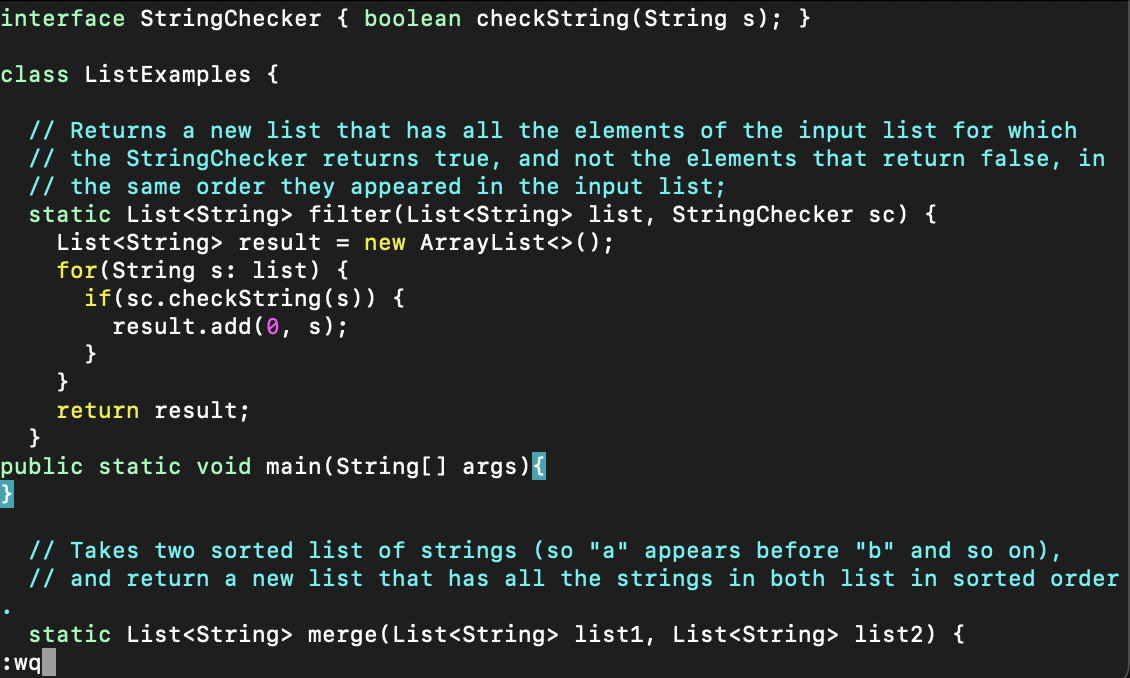 interface StringChecker { boolean checkString(String s); }

class ListExamples {

  // Returns a new list that has all the elements of the input list for which
  // the StringChecker returns true, and not the elements that return false, in
  // the same order they appeared in the input list;
  static List<String> filter(List<String> list, StringChecker sc) {
    List<String> result = new ArrayList<>();
    for(String s: list) {
      if(sc.checkString(s)) {
        result.add(0, s);
      }
    }
    return result;
  }
public static void main(String[] args){
}

  // Takes two sorted list of strings (so "a" appears before "b" and so on),
  // and return a new list that has all the strings in both list in sorted order
.
  static List<String> merge(List<String> list1, List<String> list2) {
:wq